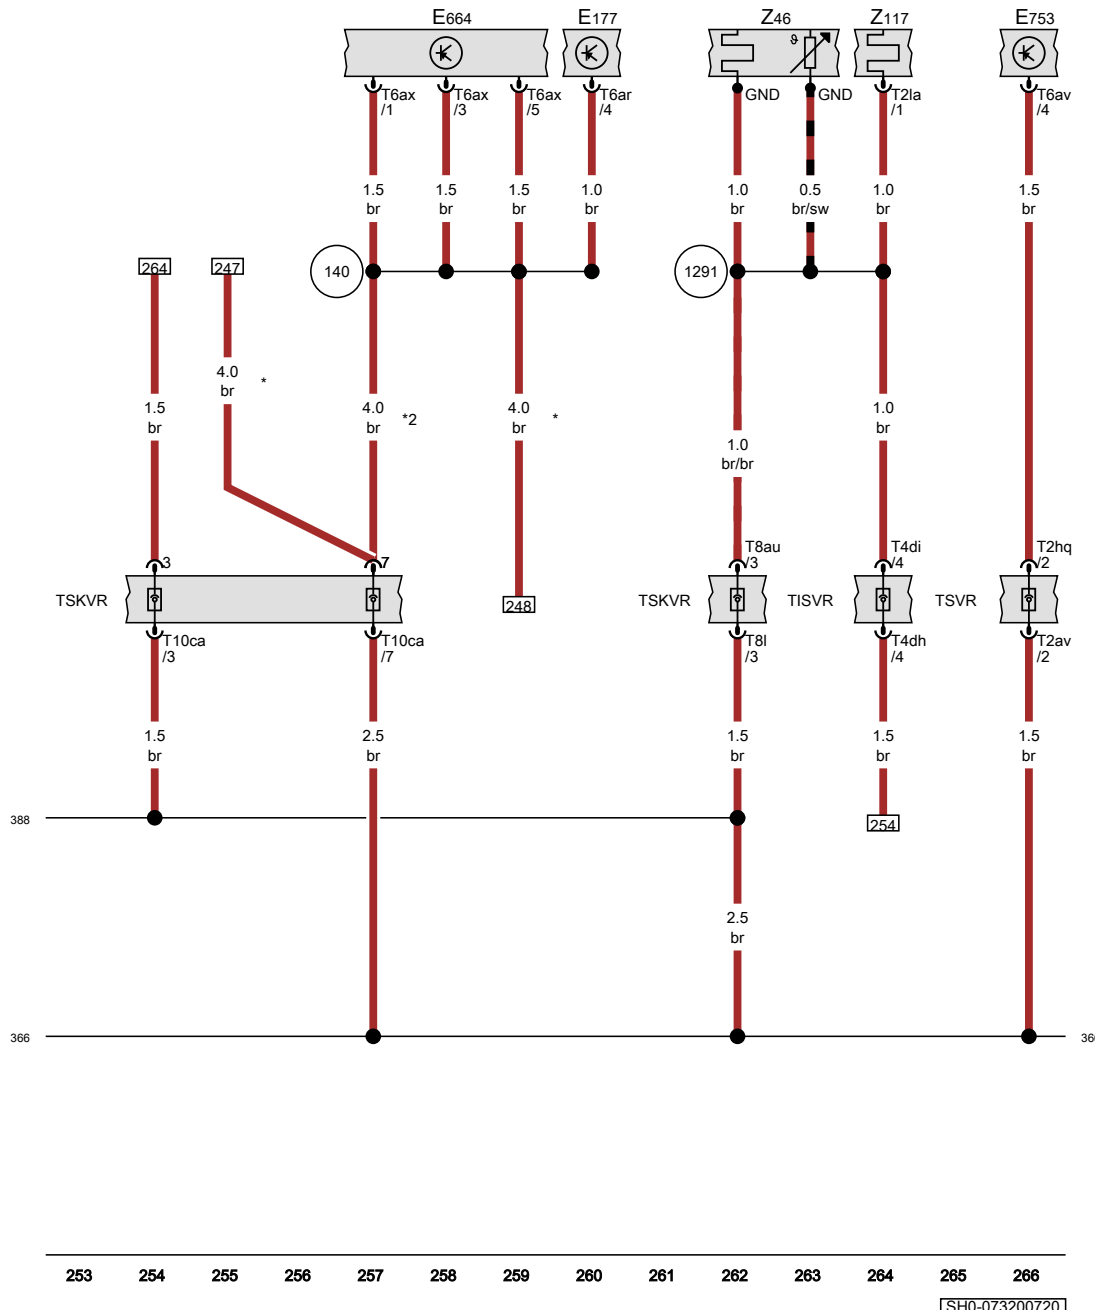 E664 E177 Z46 Z117 E753
ϑ
T6ax T6ax T6ax T6ar GND GND T2la T6av
/1 /3 /5 /4 /1 /4
1.5 1.5 1.5 1.0 1.0 0.5 1.0 1.5
br br br br br br/sw br br
264 247 140 1291
4.0 *
br
1.5 4.0 *2 4.0 * 1.0
br br br br
1.0
br/br
T8au T4di T2hq
3 7 /3 /4 /2
TSKVR 248 TSKVR TISVR TSVR
T10ca T10ca T8l T4dh T2av
/3 /7 /3 /4 /2
1.5 2.5 1.5 1.5 1.5
br br br br br
388 254
2.5
br
366
253 254 255 256 257 258 259 260 261 262 263 264 265 266
SH0-073200720